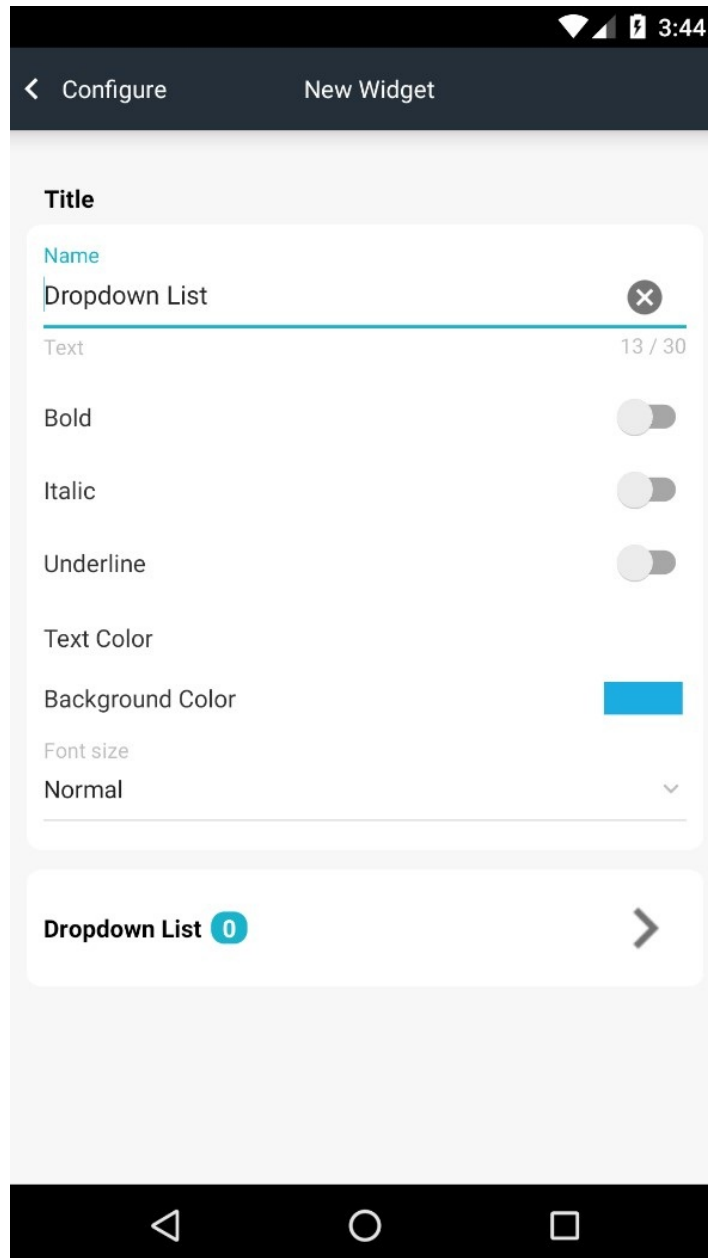 3:44
Configure New Widget
Title
Name
Dropdown List
Text 13 / 30
Bold
Italic
Underline
Text Color
Background Color
Font size
Normal
Dropdown List 0